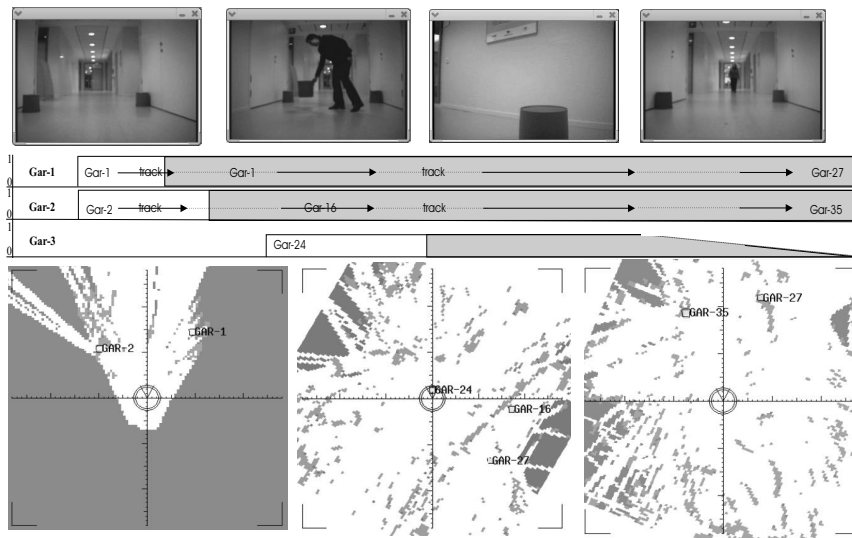 1
0
Gar-1
Gar-1 track Gar-1 track Gar-27
1
0
Gar-2
Gar-2 track Gar-16 track Gar-35
1
0
Gar-3
Gar-24
GAR-1
GAR-2
GAR-24
GAR-16
GAR-27
GAR-27
GAR-35